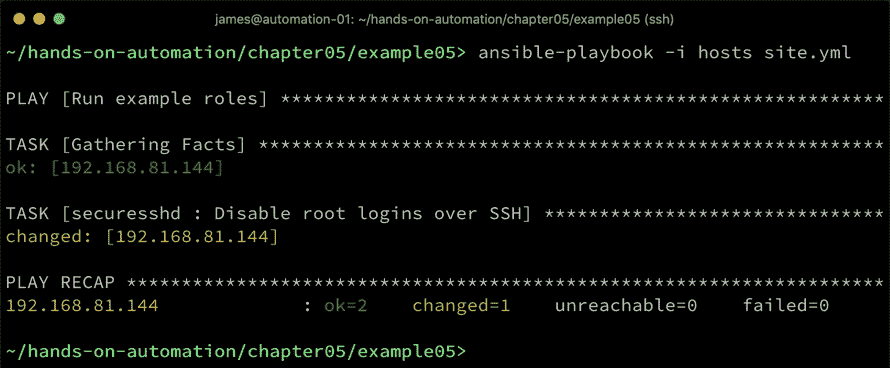 james@automation-01: ~/hands-on-automation/chapter05/example05 (ssh)
~/hands-on-automation/chapter05/example05> ansible-playbook -i hosts site.yml
PLAY [Run example roles] *******************************************************
TASK [Gathering Facts] *********************************************************
ok: [192.168.81.144]
TASK [securesshd : Disable root logins over SSH] *******************************
changed: [192.168.81.144]
PLAY RECAP *********************************************************************
192.168.81.144             : ok=2    changed=1    unreachable=0    failed=0
~/hands-on-automation/chapter05/example05>